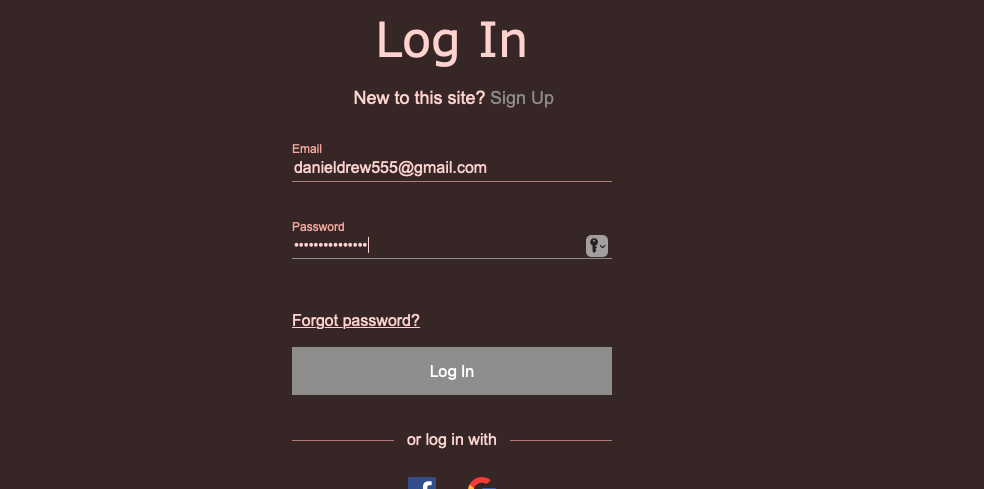 Log In
New to this site? Sign Up
Email
danieldrew555@gmail.com
Password
•••••••••••••••
Forgot password?
Log In
or log in with